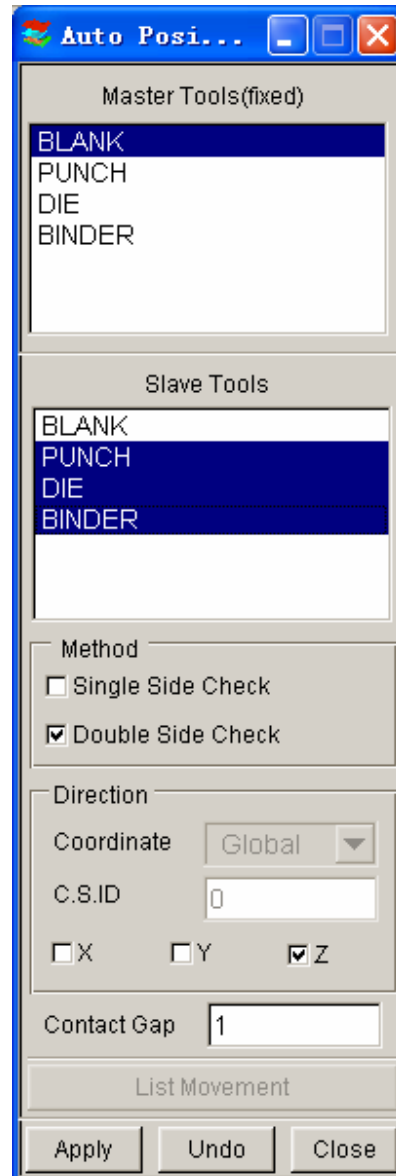 Auto Posi...
Master Tools(fixed)
BLANK
PUNCH
DIE
BINDER
Slave Tools
BLANK
PUNCH
DIE
BINDER
Method
Single Side Check
Double Side Check
Direction
Coordinate Global
C.S.ID 0
X Y Z
Contact Gap 1
List Movement
Apply Undo Close